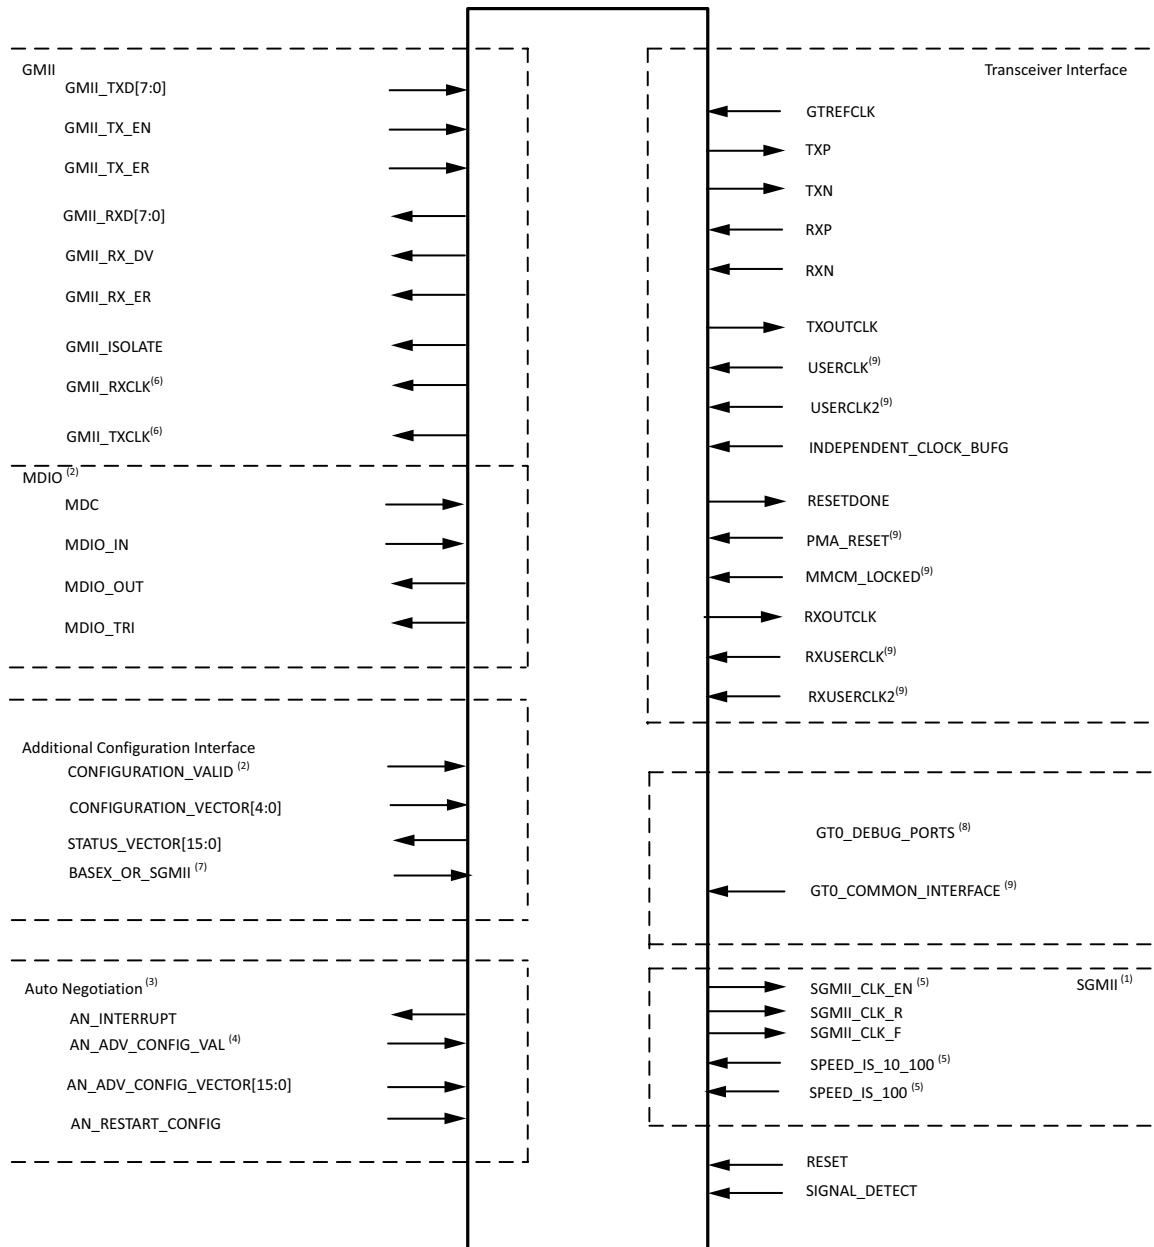 GMII
GMII_TXD[7:0]
GMII_TX_EN
GMII_TX_ER
GMII_RXD[7:0]
GMII_RX_DV
GMII_RX_ER
GMII_ISOLATE
GMII_RXCLK(6)
GMII_TXCLK(6)
MDIO (2)
MDC
MDIO_IN
MDIO_OUT
MDIO_TRI
Additional Configuration Interface
CONFIGURATION_VALID (2)
CONFIGURATION_VECTOR[4:0]
STATUS_VECTOR[15:0]
BASEX_OR_SGMII (7)
Auto Negotiation (3)
AN_INTERRUPT
AN_ADV_CONFIG_VAL (4)
AN_ADV_CONFIG_VECTOR[15:0]
AN_RESTART_CONFIG
Transceiver Interface
GTREFCLK
TXP
TXN
RXP
RXN
TXOUTCLK
USERCLK(9)
USERCLK2(9)
INDEPENDENT_CLOCK_BUFG
RESETDONE
PMA_RESET(9)
MMCM_LOCKED(9)
RXOUTCLK
RXUSERCLK(9)
RXUSERCLK2(9)
GT0_DEBUG_PORTS (8)
GT0_COMMON_INTERFACE (9)
SGMII (1)
SGMII_CLK_EN (5)
SGMII_CLK_R
SGMII_CLK_F
SPEED_IS_10_100 (5)
SPEED_IS_100 (5)
RESET
SIGNAL_DETECT